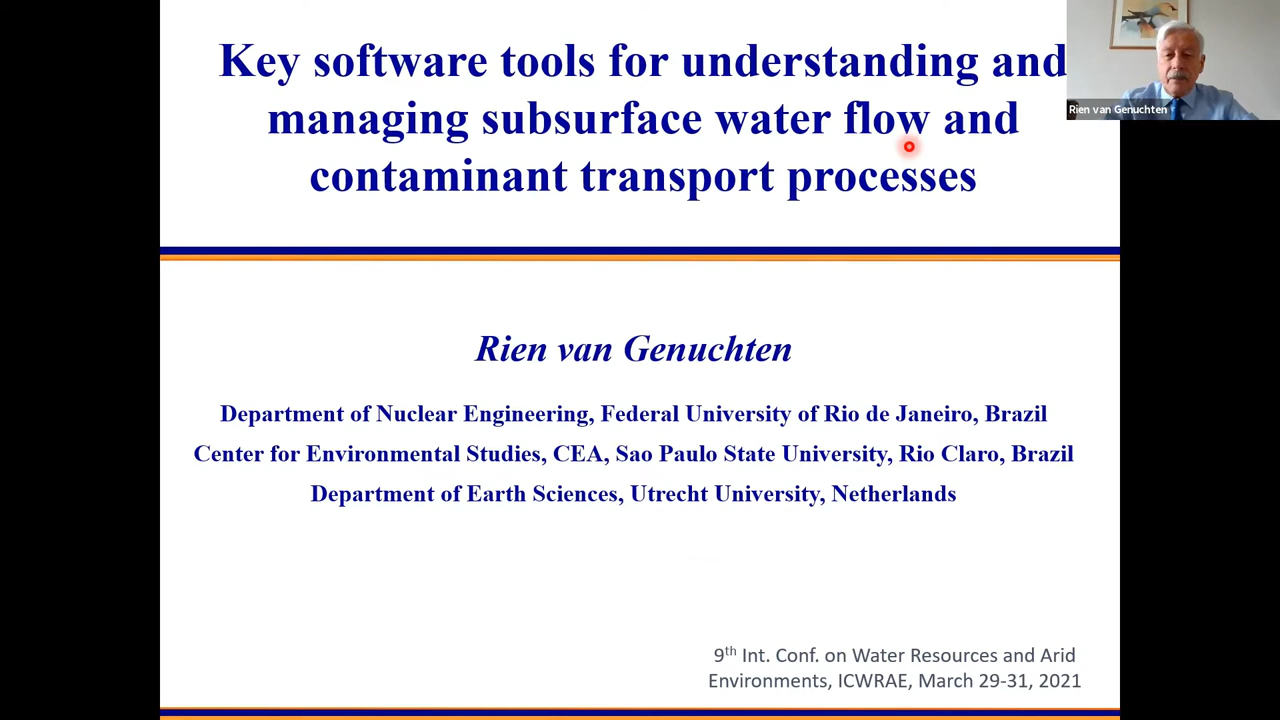 Key software tools for understanding and
managing subsurface water flow and
contaminant transport processes
Rien van Genuchten
Rien van Genuchten
Department of Nuclear Engineering, Federal University of Rio de Janeiro, Brazil
Center for Environmental Studies, CEA, Sao Paulo State University, Rio Claro, Brazil
Department of Earth Sciences, Utrecht University, Netherlands
9th Int. Conf. on Water Resources and Arid
Environments, ICWRAE, March 29-31, 2021